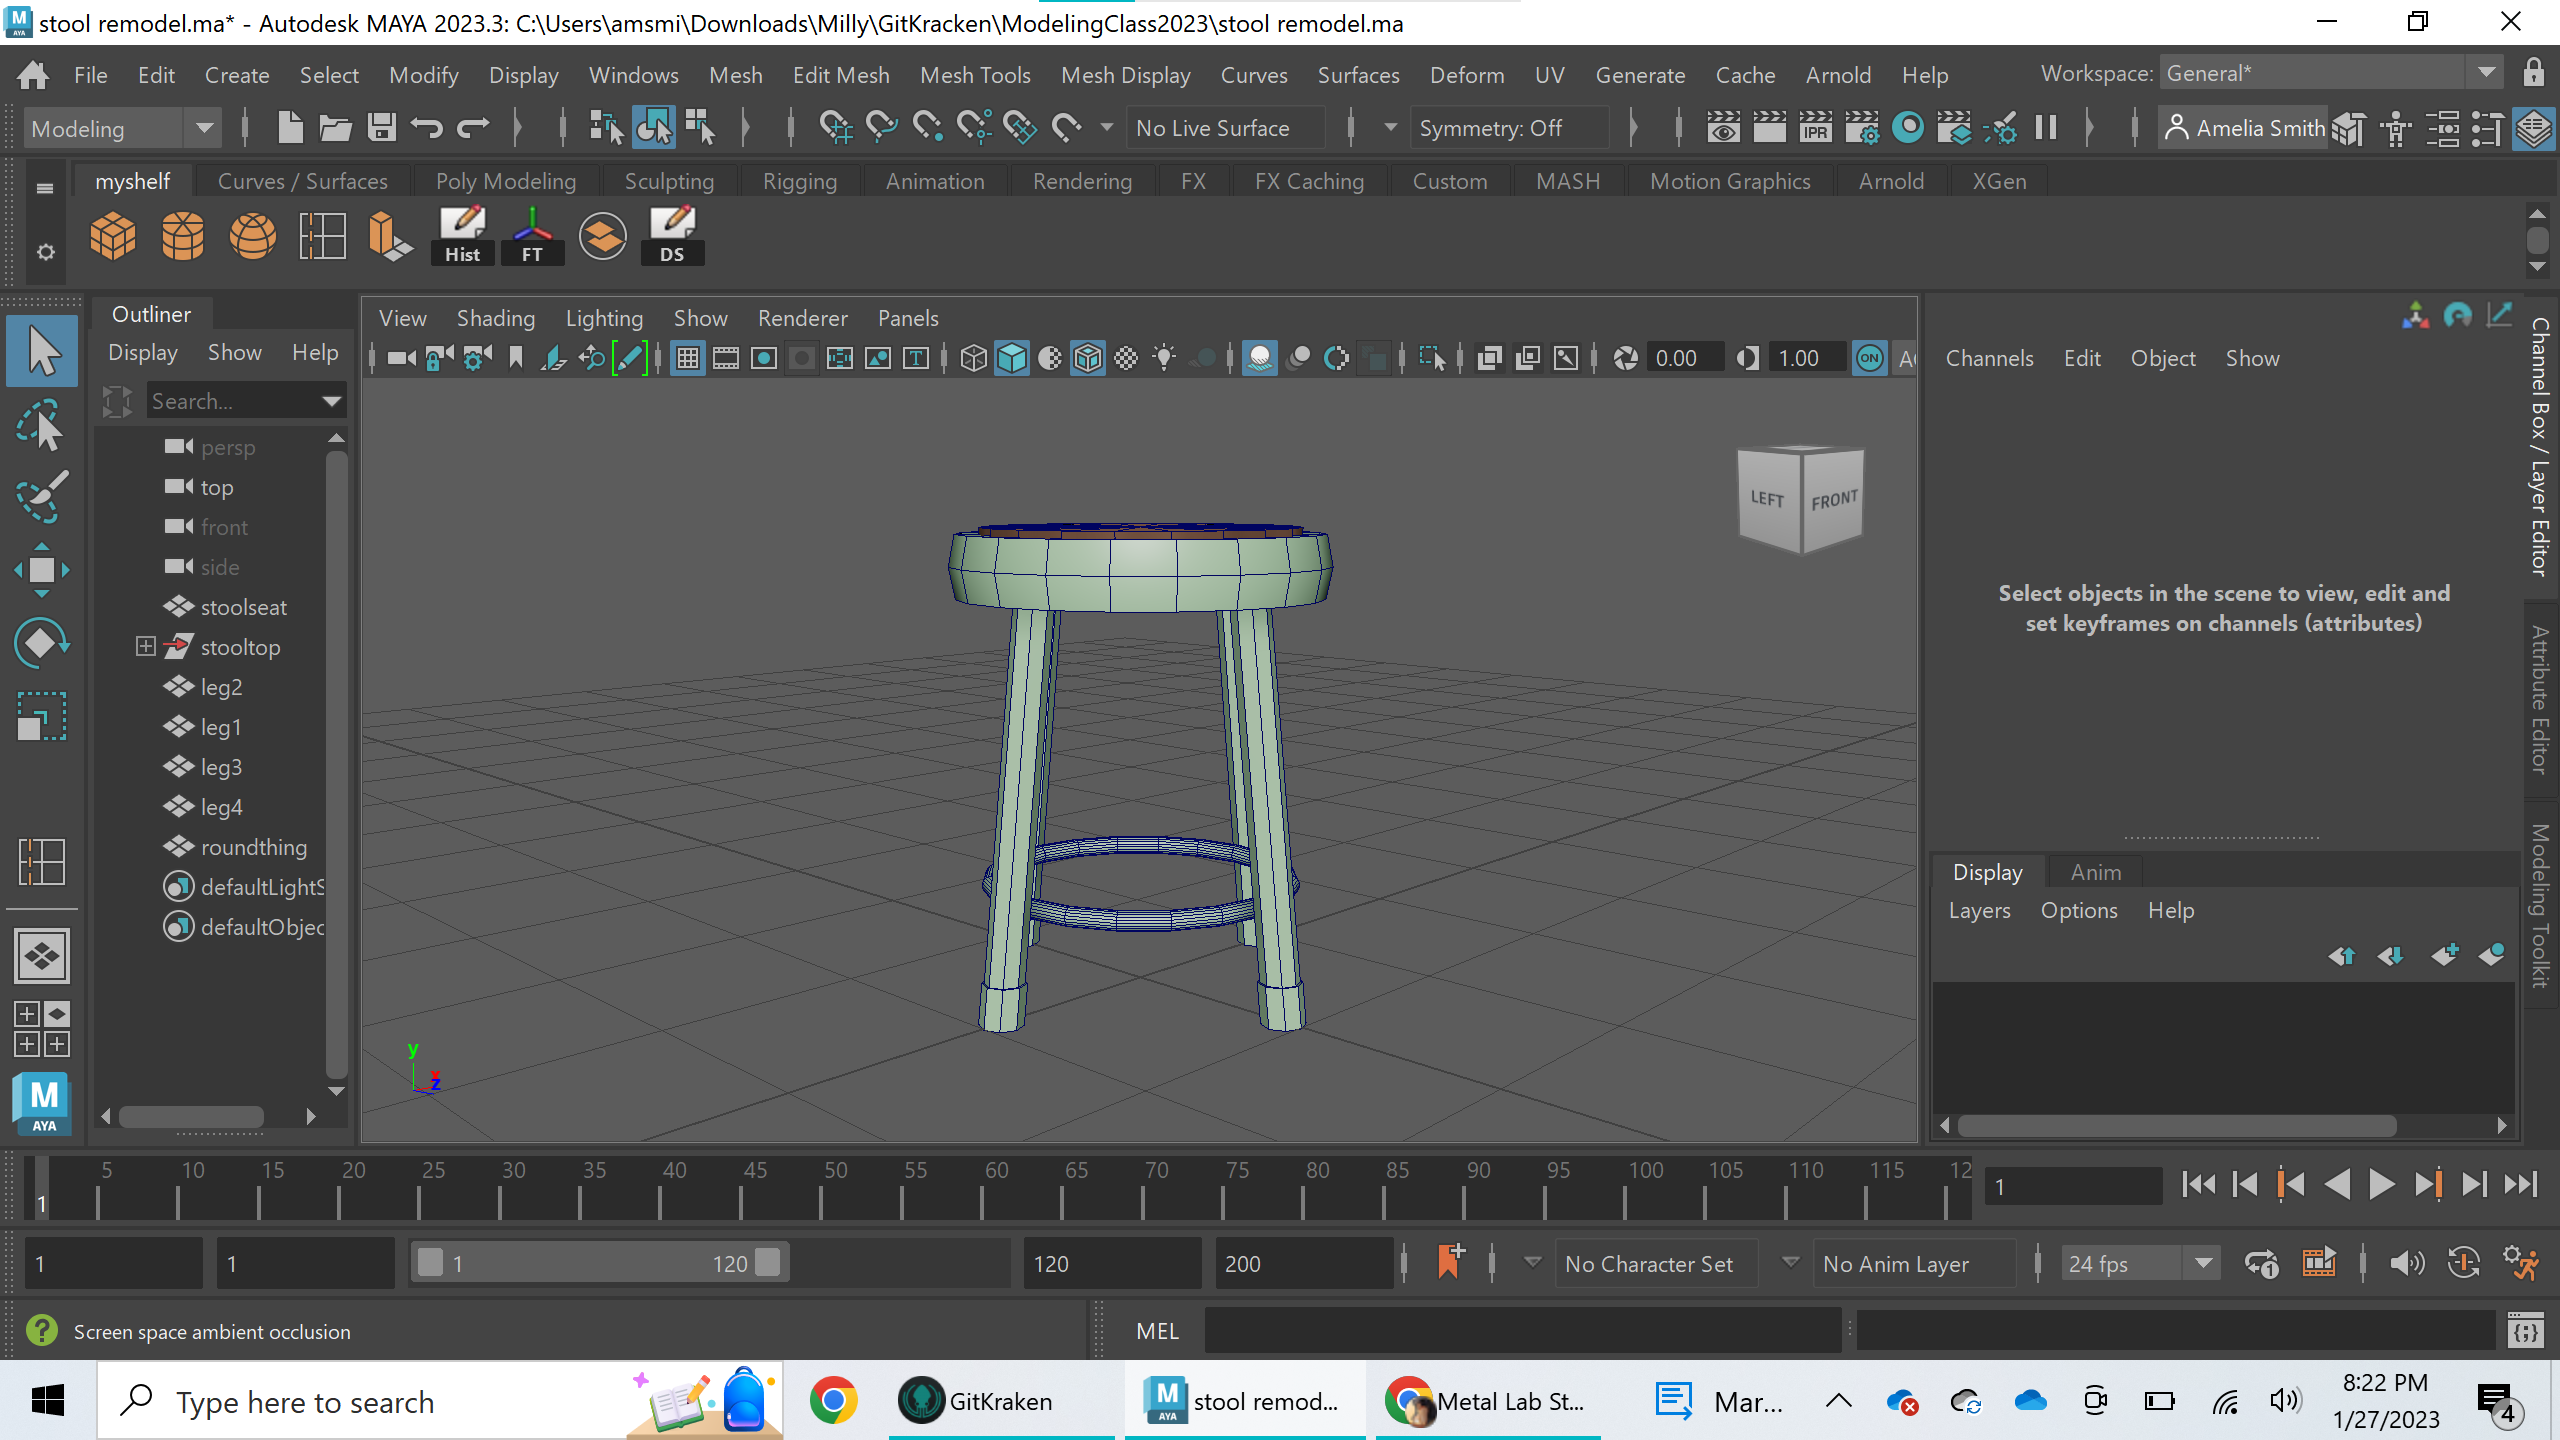 stool remodel.ma* - Autodesk MAYA 2023.3: C:\Users\amsmi\Downloads\Milly\GitKracken\ModelingClass2023\stool remodel.ma
File Edit Create Select Modify Display Windows Mesh Edit Mesh Mesh Tools Mesh Display Curves Surfaces Deform UV Generate Cache Arnold Help Workspace: General*
Modeling No Live Surface Symmetry: Off IPR Amelia Smith
myshelf Curves / Surfaces Poly Modeling Sculpting Rigging Animation Rendering FX FX Caching Custom MASH Motion Graphics Arnold XGen
Hist FT DS
Outliner
Display Show Help
Search...
persp
top
front
side
stoolseat
stooltop
leg2
leg1
leg3
leg4
roundthing
defaultLightS
defaultObjec
View Shading Lighting Show Renderer Panels
0.00 1.00 ON
LEFT FRONT
y
x
z
Channels Edit Object Show
Select objects in the scene to view, edit and
set keyframes on channels (attributes)
Channel Box / Layer Editor
Attribute Editor
Modeling Toolkit
Display Anim
Layers Options Help
M
AYA
5 10 15 20 25 30 35 40 45 50 55 60 65 70 75 80 85 90 95 100 105 110 115 12
1
1
1 1 1 120 120 200 No Character Set No Anim Layer 24 fps
Screen space ambient occlusion MEL
Type here to search GitKraken stool remod... Metal Lab St... Mar... 8:22 PM
1/27/2023
4